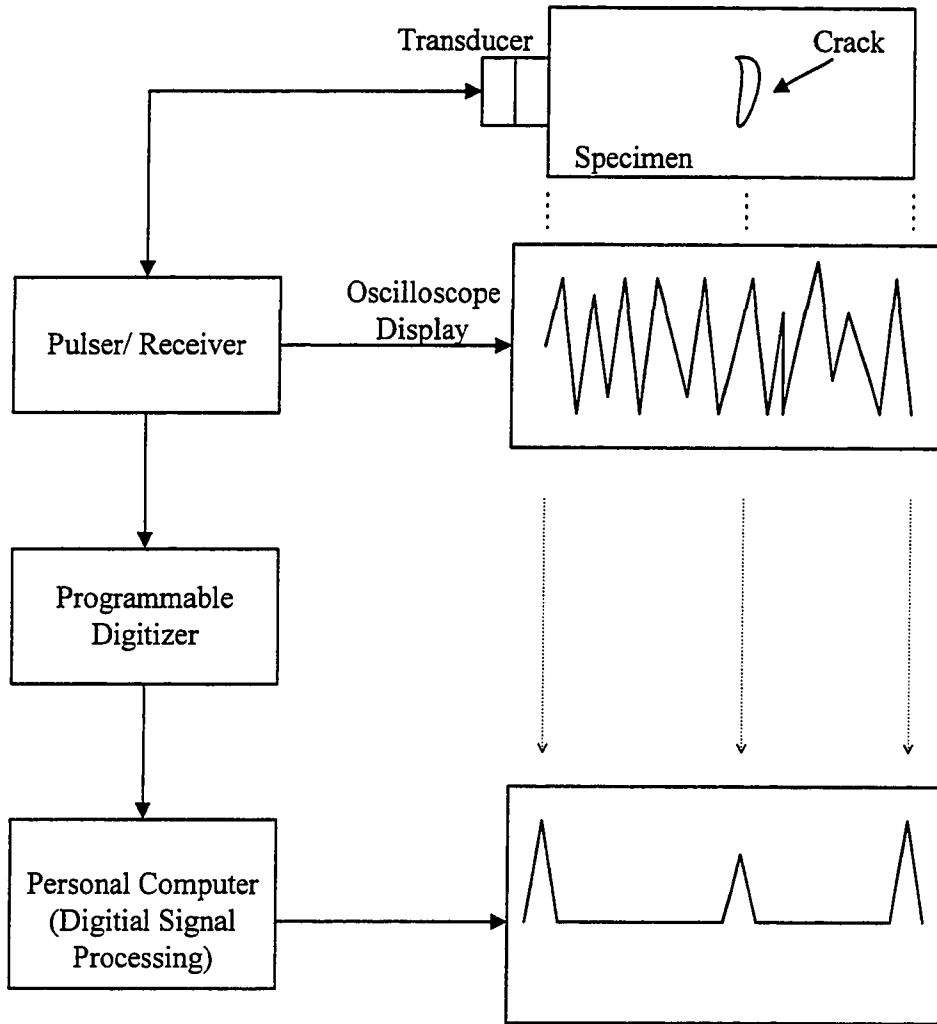 Transducer
Crack
Specimen
Oscilloscope
Display
Pulser/ Receiver
Programmable
Digitizer
Personal Computer
(Digitial Signal
Processing)